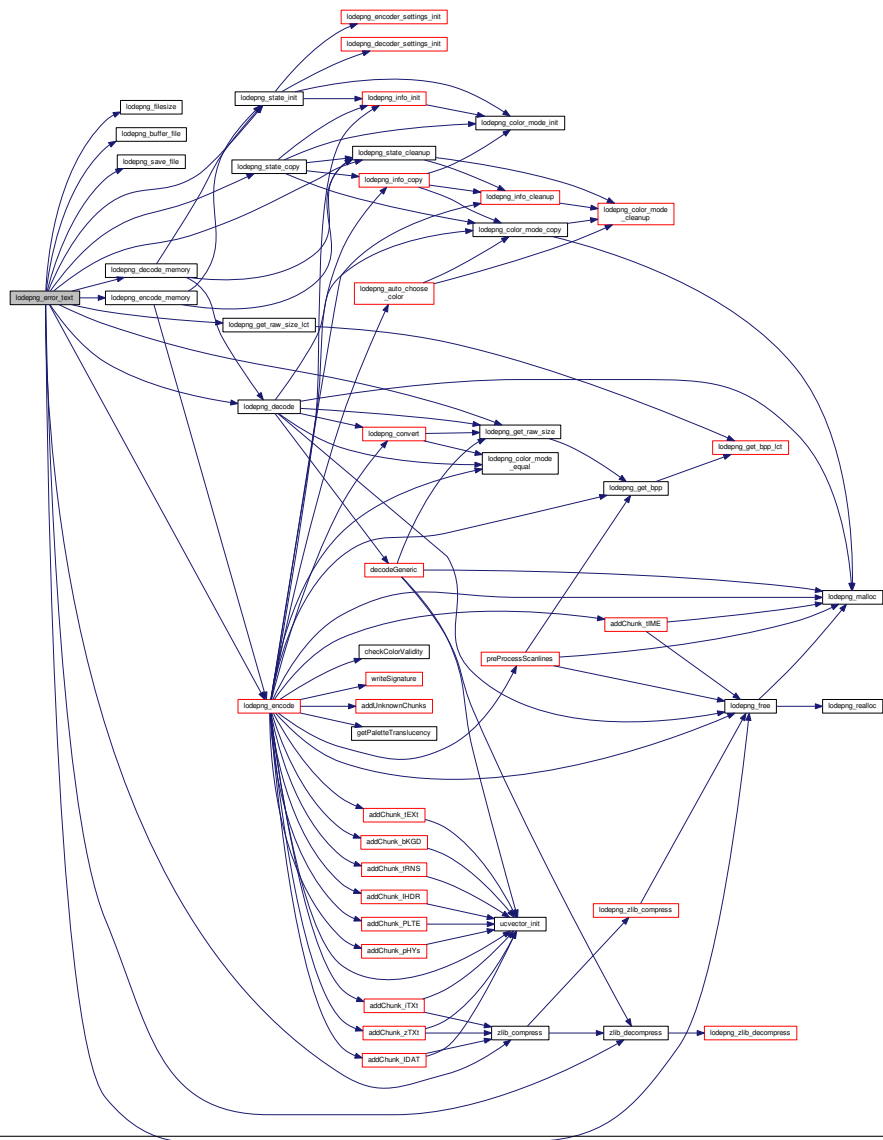 lodepng_encoder_settings_init
lodepng_decoder_settings_init
lodepng_state_init
lodepng_info_init
lodepng_filesize
lodepng_color_mode_init
lodepng_buffer_file
lodepng_state_cleanup
lodepng_save_file
lodepng_state_copy
lodepng_info_copy
lodepng_info_cleanup
lodepng_color_mode
_cleanup
lodepng_color_mode_copy
lodepng_decode_memory
lodepng_auto_choose
_color
lodepng_error_text
lodepng_encode_memory
lodepng_get_raw_size_lct
lodepng_decode
lodepng_convert
lodepng_get_raw_size
lodepng_get_bpp_lct
lodepng_color_mode
_equal
lodepng_get_bpp
decodeGeneric
lodepng_malloc
addChunk_tIME
checkColorValidity
preProcessScanlines
writeSignature
lodepng_encode
addUnknownChunks
lodepng_free
lodepng_realloc
getPaletteTranslucency
addChunk_tEXt
addChunk_bKGD
addChunk_tRNS
addChunk_IHDR
lodepng_zlib_compress
addChunk_PLTE
ucvector_init
addChunk_pHYs
addChunk_iTXt
addChunk_zTXt
zlib_compress
zlib_decompress
lodepng_zlib_decompress
addChunk_IDAT